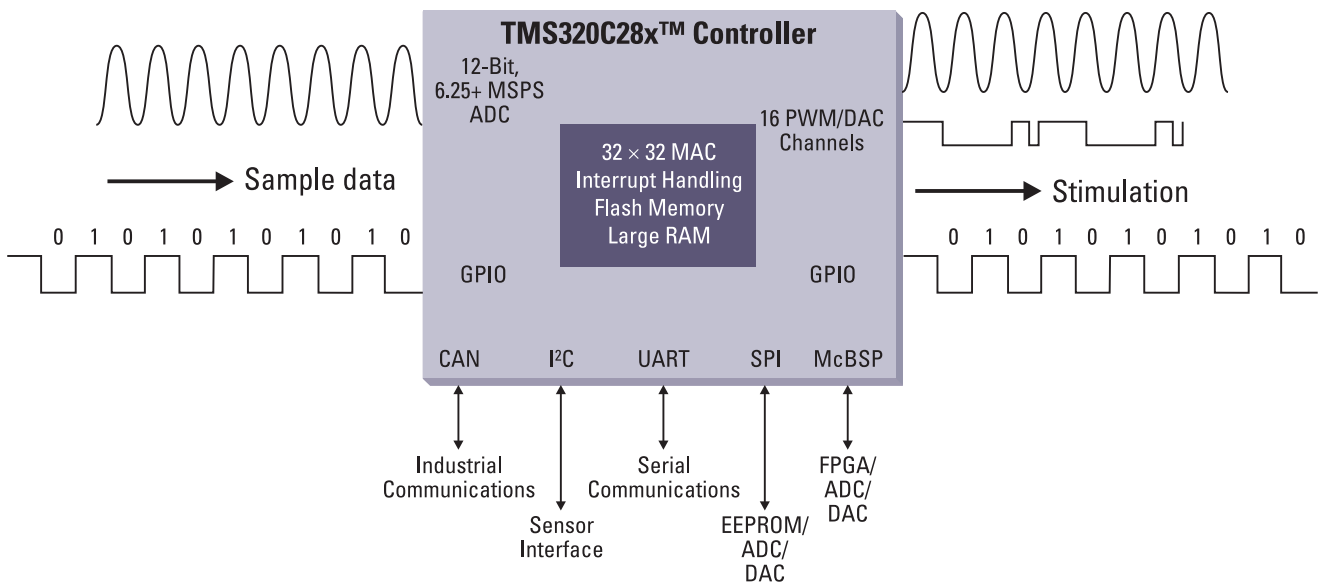 TMS320C28x™ Controller
12-Bit,
6.25+ MSPS
ADC
16 PWM/DAC
Channels
32 × 32 MAC
Interrupt Handling
Flash Memory
Large RAM
Sample data
Stimulation
0 1 0 1 0 1 0 1 0 1 0
0 1 0 1 0 1 0 1 0 1 0
GPIO
GPIO
CAN
I²C
UART
SPI
McBSP
Industrial
Communications
Sensor
Interface
Serial
Communications
EEPROM/
ADC/
DAC
FPGA/
ADC/
DAC